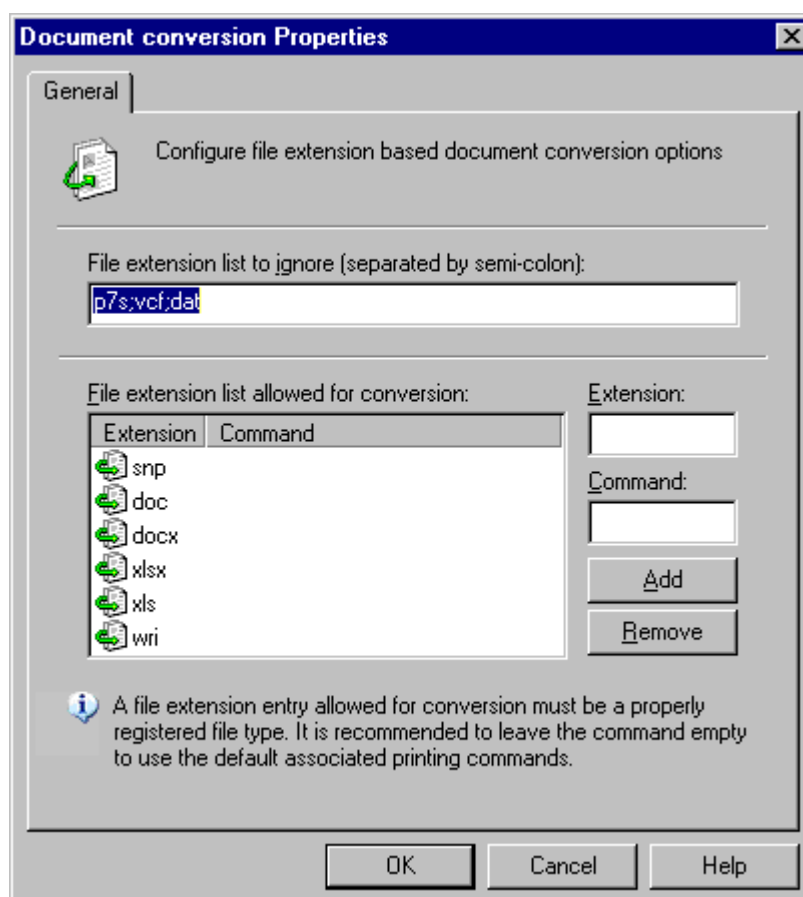 Document conversion Properties
General
Configure file extension based document conversion options
File extension list to ignore (separated by semi-colon):
p7s;vcf;dat
File extension list allowed for conversion:
Extension Command
snp
doc
docx
xlsx
xls
wri
Extension:
Command:
Add
Remove
A file extension entry allowed for conversion must be a properly
registered file type. It is recommended to leave the command empty
to use the default associated printing commands.
OK Cancel Help